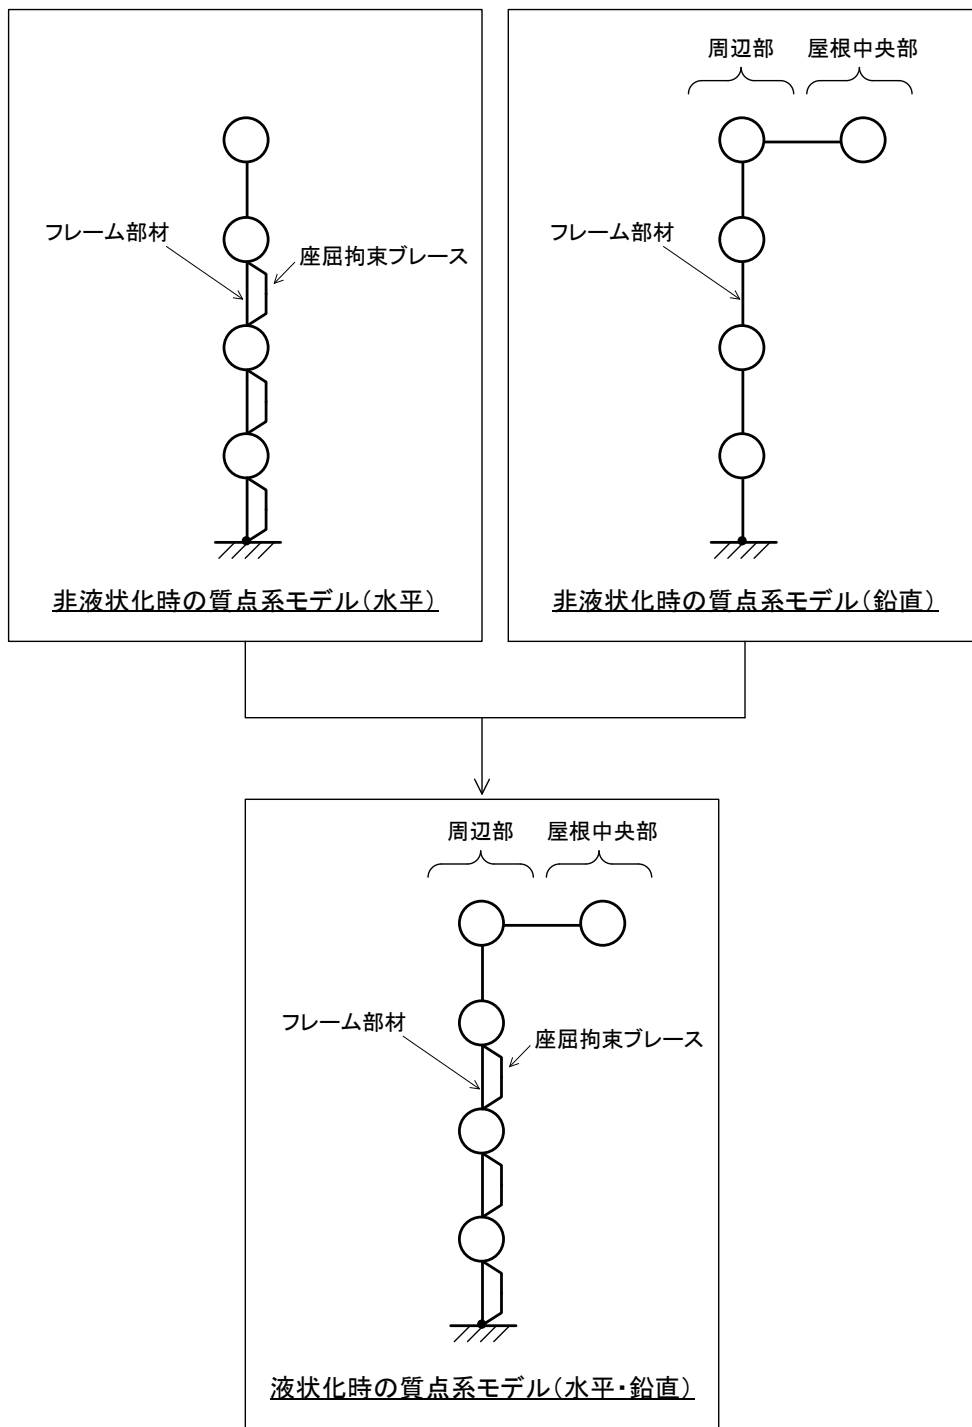 フレーム部材
座屈拘束ブレース
非液状化時の質点系モデル(水平)
周辺部
屋根中央部
フレーム部材
非液状化時の質点系モデル(鉛直)
周辺部
屋根中央部
フレーム部材
座屈拘束ブレース
液状化時の質点系モデル(水平・鉛直)